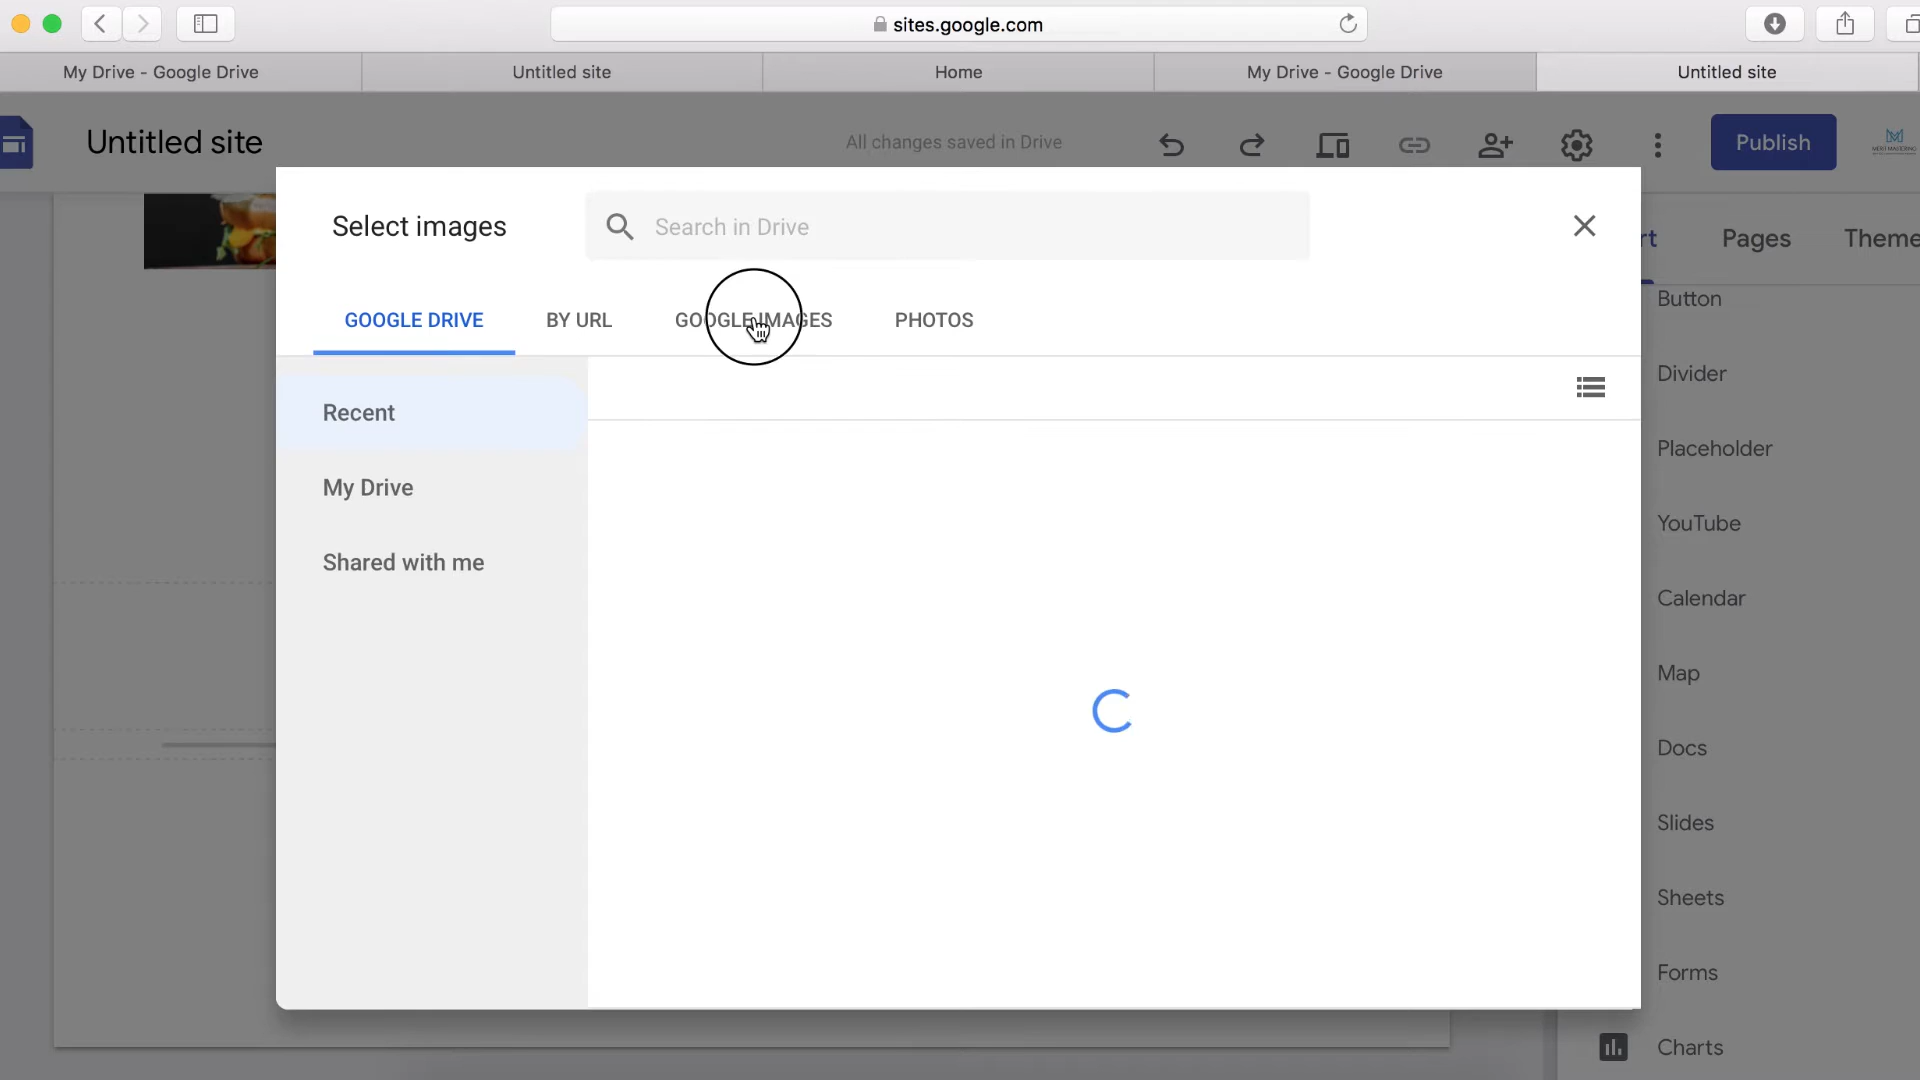 sites.google.com
My Drive - Google Drive
Untitled site
Home
My Drive - Google Drive
Untitled site
Untitled site
All changes saved in Drive
Publish
Select images
Search in Drive
Pages
Theme
GOOGLE DRIVE
BY URL
GOOGLE IMAGES
PHOTOS
Recent
My Drive
Shared with me
Button
Divider
Placeholder
YouTube
Calendar
Map
Docs
Slides
Sheets
Forms
Charts